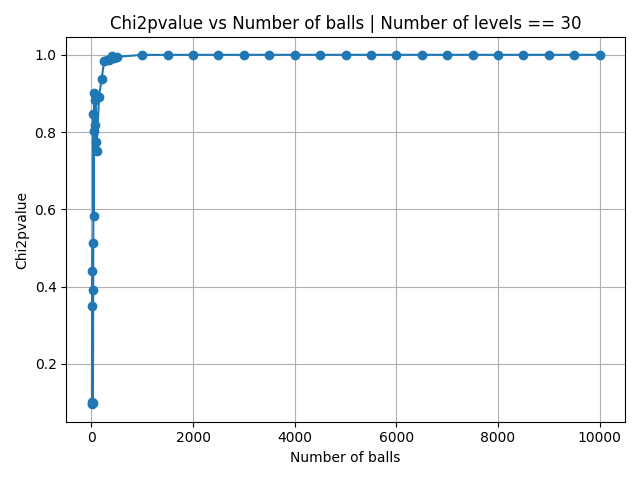 Chi2pvalue vs Number of balls | Number of levels == 30
1.0
0.8
0.6
0.4
0.2
Chi2pvalue
0 2000 4000 6000 8000 10000
Number of balls